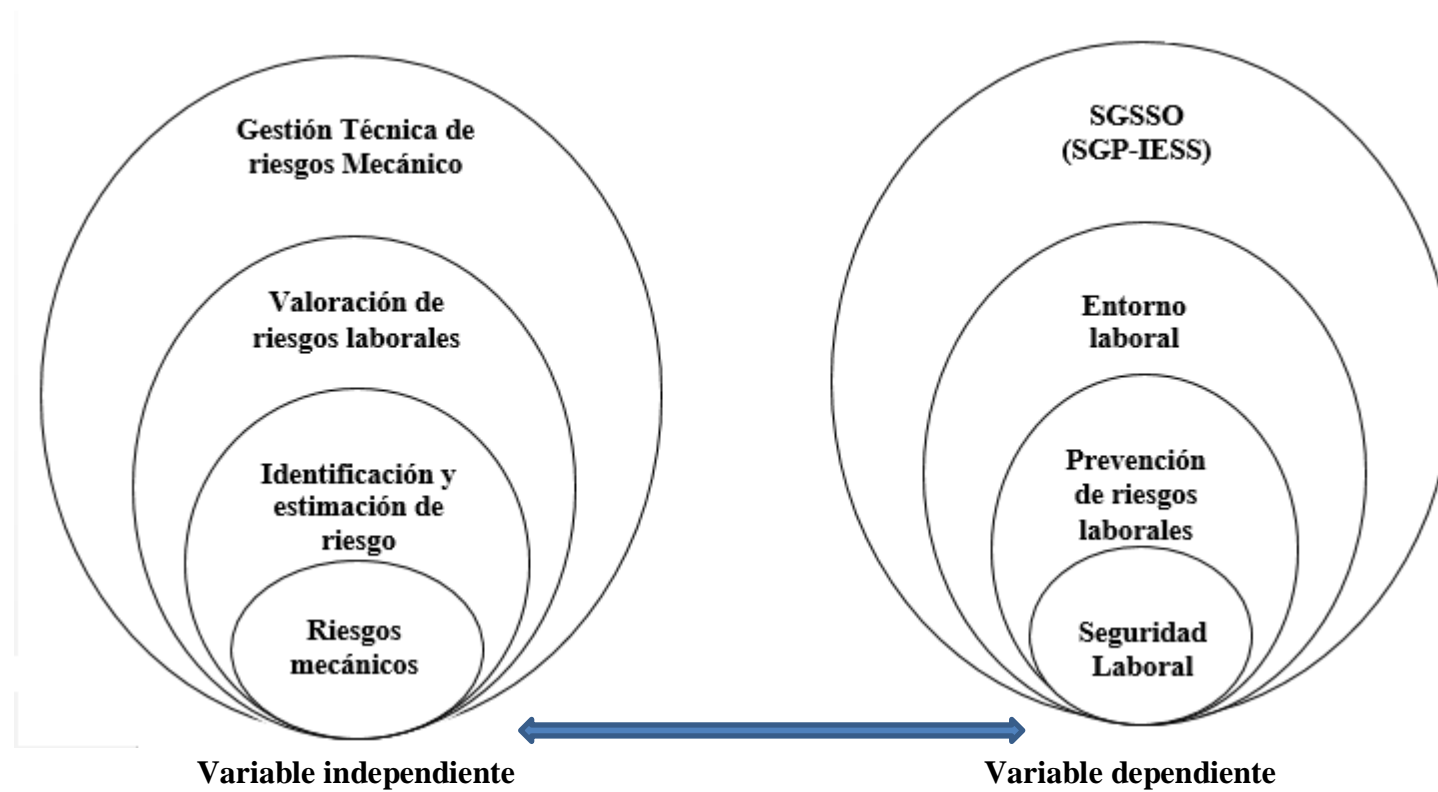 Gestión Técnica de
riesgos Mecánico
Valoración de
riesgos laborales
Identificación y
estimación de
riesgo
Riesgos
mecánicos
Variable independiente
SGSSO
(SGP-IESS)
Entorno
laboral
Prevención
de riesgos
laborales
Seguridad
Laboral
Variable dependiente